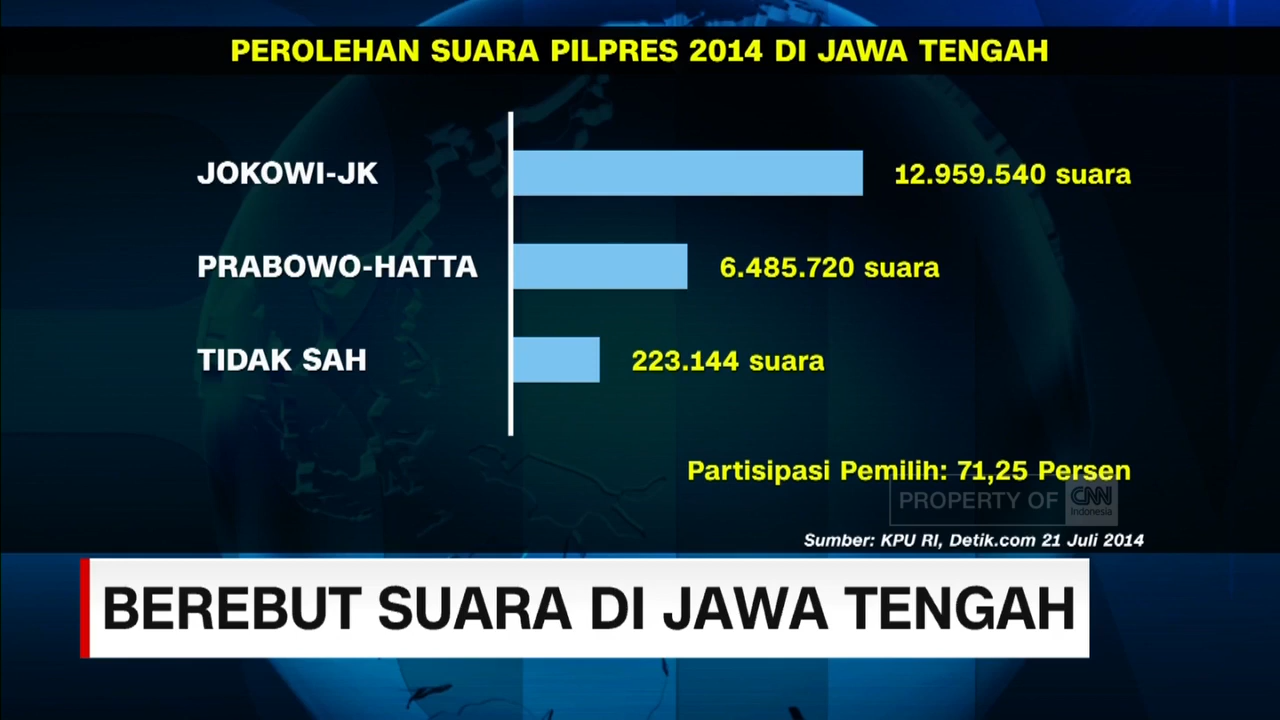 PEROLEHAN SUARA PILPRES 2014 DI JAWA TENGAH
JOKOWI-JK 12.959.540 suara
PRABOWO-HATTA 6.485.720 suara
TIDAK SAH 223.144 suara
Partisipasi Pemilih: 71,25 Persen
PROPERTY OF CNN Indonesia
Sumber: KPU RI, Detik.com 21 Juli 2014
BEREBUT SUARA DI JAWA TENGAH